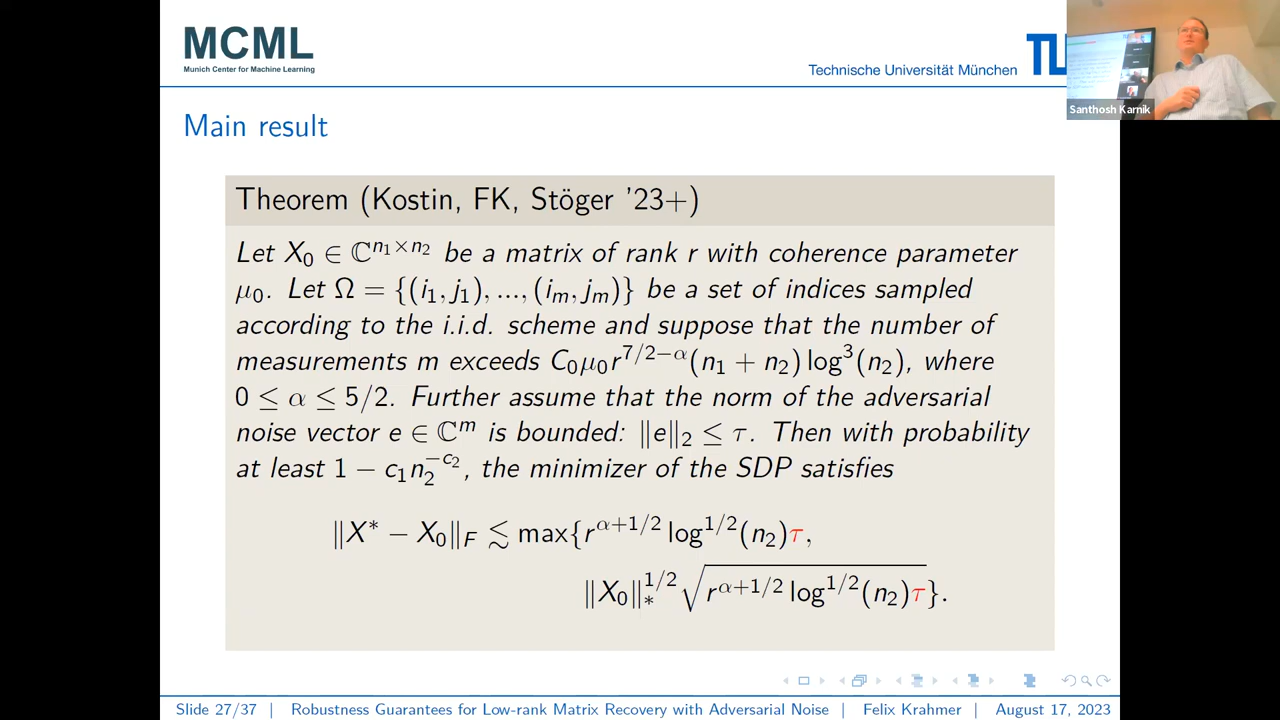 MCML
Munich Center for Machine Learning
Technische Universität München
Santhosh Karnik
Main result
Theorem (Kostin, FK, Stöger '23+)
Let X₀ ∈ ℂ^{n₁×n₂} be a matrix of rank r with coherence parameter
μ₀. Let Ω = {(i₁, j₁), ..., (iₘ, jₘ)} be a set of indices sampled
according to the i.i.d. scheme and suppose that the number of
measurements m exceeds C₀μ₀r^{7/2−α}(n₁ + n₂) log³(n₂), where
0 ≤ α ≤ 5/2. Further assume that the norm of the adversarial
noise vector e ∈ ℂ^m is bounded: ‖e‖₂ ≤ τ. Then with probability
at least 1 − c₁n₂^{−c₂}, the minimizer of the SDP satisfies
‖X* − X₀‖_F ≲ max{r^{α+1/2} log^{1/2}(n₂)τ,
‖X₀‖_*^{1/2} √(r^{α+1/2} log^{1/2}(n₂)τ)}.
Slide 27/37 | Robustness Guarantees for Low-rank Matrix Recovery with Adversarial Noise | Felix Krahmer | August 17, 2023